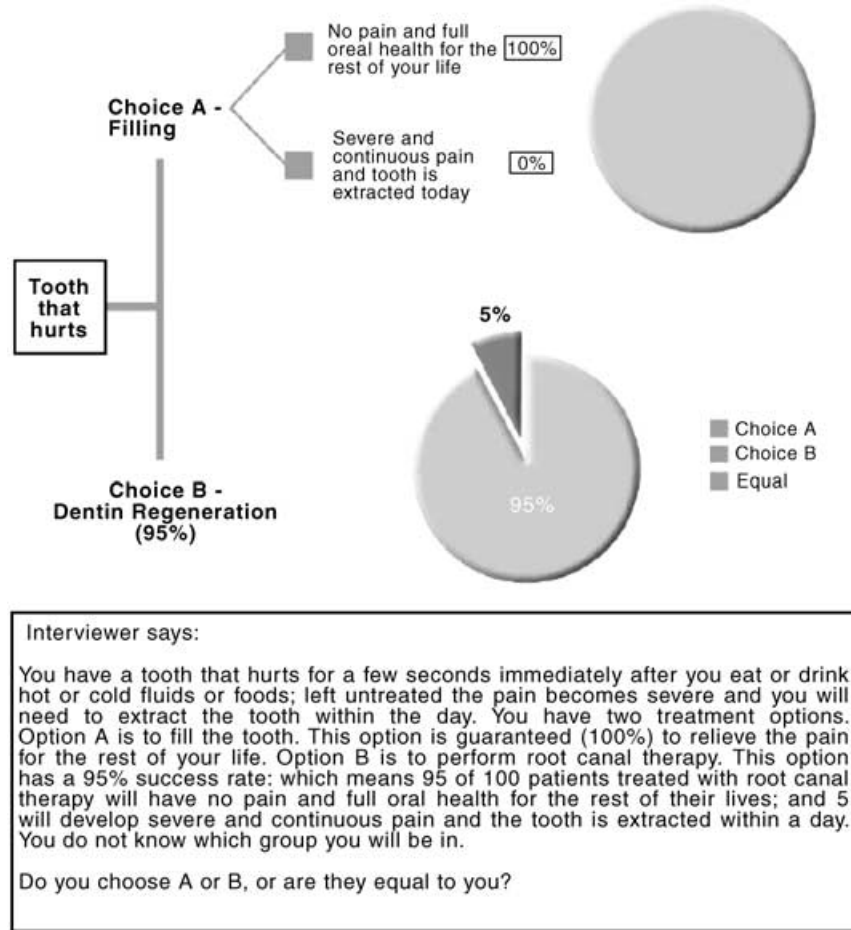 No pain and full
oreal health for the
rest of your life
100%
Choice A -
Filling
Severe and
continuous pain
and tooth is
extracted today
0%
Tooth
that
hurts
5%
95%
Choice A
Choice B
Equal
Choice B -
Dentin Regeneration
(95%)
Interviewer says:
You have a tooth that hurts for a few seconds immediately after you eat or drink
hot or cold fluids or foods; left untreated the pain becomes severe and you will
need to extract the tooth within the day. You have two treatment options.
Option A is to fill the tooth. This option is guaranteed (100%) to relieve the pain
for the rest of your life. Option B is to perform root canal therapy. This option
has a 95% success rate: which means 95 of 100 patients treated with root canal
therapy will have no pain and full oral health for the rest of their lives; and 5
will develop severe and continuous pain and the tooth is extracted within a day.
You do not know which group you will be in.
Do you choose A or B, or are they equal to you?